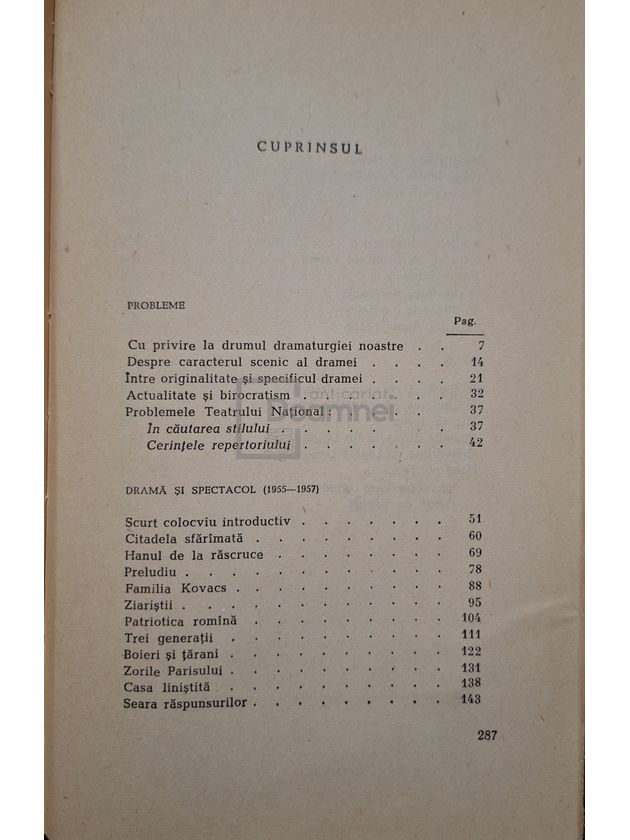 CUPRINSUL
PROBLEME
Pag.
Cu privire la drumul dramaturgiei noastre . . 7
Despre caracterul scenic al dramei . . . . 14
Între originalitate și specificul dramei . . . . 21
Actualitate și birocratism . . . . . . . 32
Problemele Teatrului Național : . . . . . 37
În căutarea stilului . . . . . . . 37
Cerințele repertoriului . . . . . . . 42
anticariat
Doamnei
DRAMĂ ȘI SPECTACOL (1955—1957)
Scurt colocviu introductiv . . . . . . . 51
Citadela sfărîmată . . . . . . . . . 60
Hanul de la răscruce . . . . . . . . 69
Preludiu . . . . . . . . . . . 78
Familia Kovacs . . . . . . . . . . 88
Ziariștii . . . . . . . . . . . 95
Patriotica romînă . . . . . . . . . 104
Trei generații . . . . . . . . . . 111
Boieri și țărani . . . . . . . . . . 122
Zorile Parisului . . . . . . . . . . 131
Casa liniștită . . . . . . . . . . 138
Seara răspunsurilor . . . . . . . . . 143
287